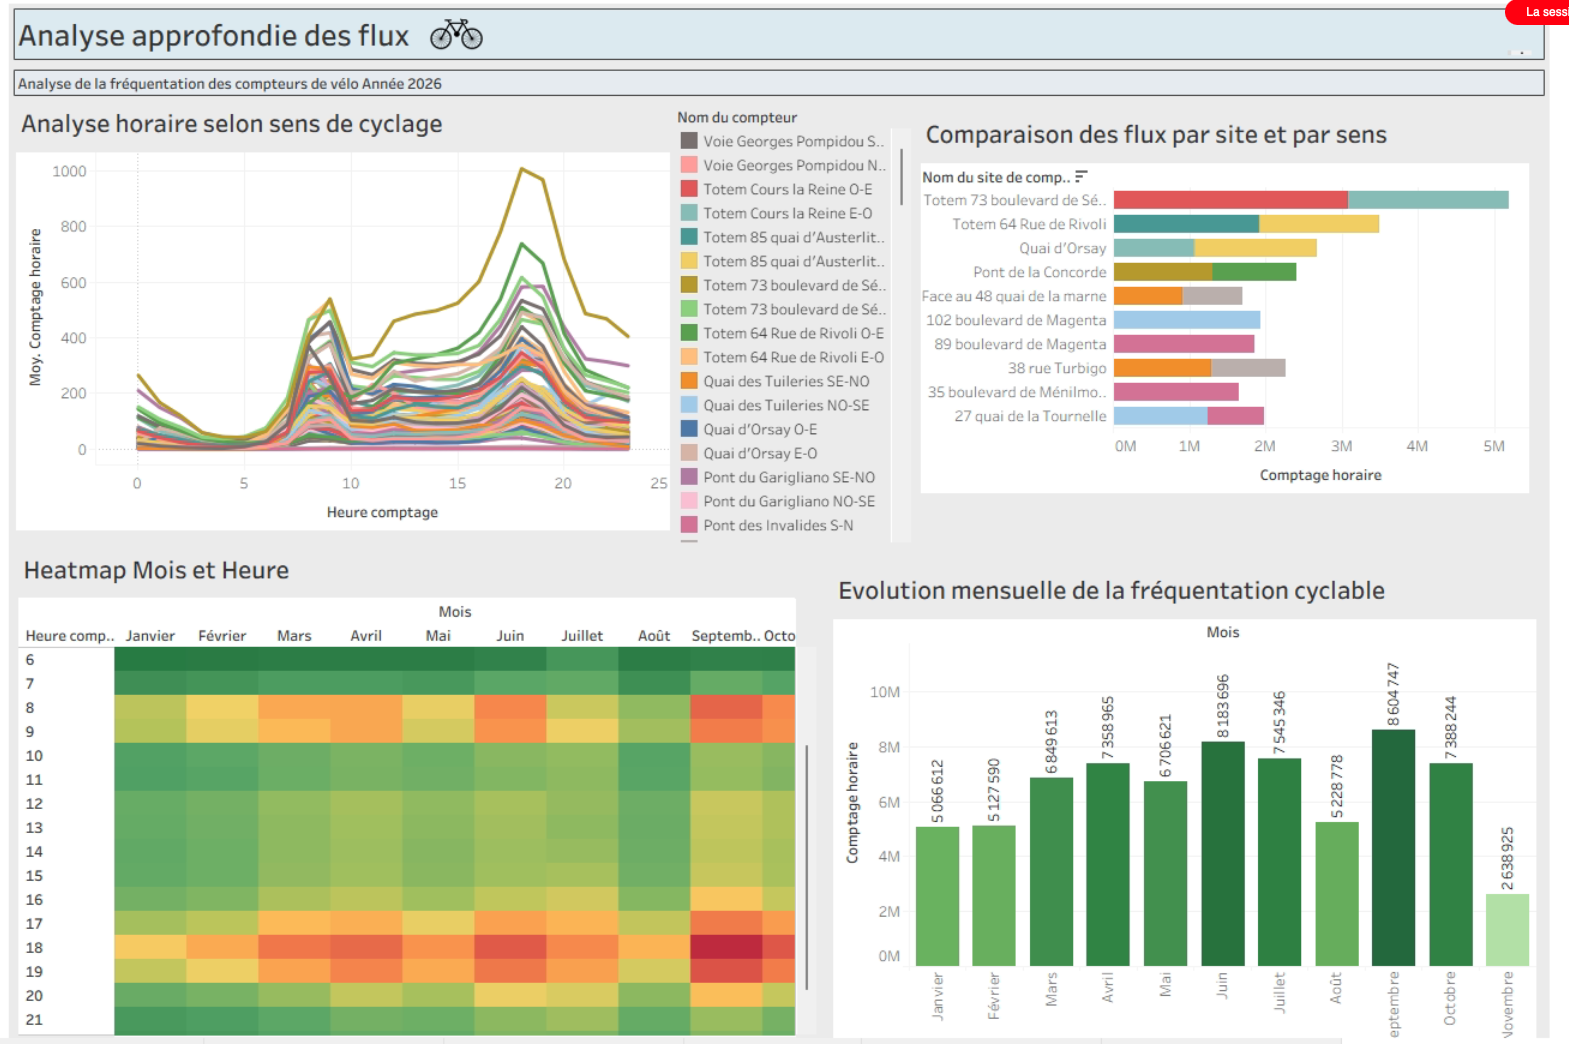 La sessi
Analyse approfondie des flux
Analyse de la fréquentation des compteurs de vélo Année 2026
Analyse horaire selon sens de cyclage
1000
800
600
400
200
0
Moy. Comptage horaire
0 5 10 15 20 25
Heure comptage
Nom du compteur
Voie Georges Pompidou S..
Voie Georges Pompidou N..
Totem Cours la Reine O-E
Totem Cours la Reine E-O
Totem 85 quai d'Austerlit..
Totem 85 quai d'Austerlit..
Totem 73 boulevard de Sé..
Totem 73 boulevard de Sé..
Totem 64 Rue de Rivoli O-E
Totem 64 Rue de Rivoli E-O
Quai des Tuileries SE-NO
Quai des Tuileries NO-SE
Quai d'Orsay O-E
Quai d'Orsay E-O
Pont du Garigliano SE-NO
Pont du Garigliano NO-SE
Pont des Invalides S-N
Comparaison des flux par site et par sens
Nom du site de comp..
Totem 73 boulevard de Sé..
Totem 64 Rue de Rivoli
Quai d'Orsay
Pont de la Concorde
Face au 48 quai de la marne
102 boulevard de Magenta
89 boulevard de Magenta
38 rue Turbigo
35 boulevard de Ménilmo..
27 quai de la Tournelle
0M 1M 2M 3M 4M 5M
Comptage horaire
Heatmap Mois et Heure
Mois
Heure comp.. Janvier Février Mars Avril Mai Juin Juillet Août Septemb.. Octo
6
7
8
9
10
11
12
13
14
15
16
17
18
19
20
21
Evolution mensuelle de la fréquentation cyclable
Mois
10M
8M
6M
4M
2M
0M
Comptage horaire
5 066 612
5 127 590
6 849 613
7 358 965
6 706 621
8 183 696
7 545 346
5 228 778
8 604 747
7 388 244
2 638 925
Janvier
Février
Mars
Avril
Mai
Juin
Juillet
Août
eptembre
Octobre
Novembre